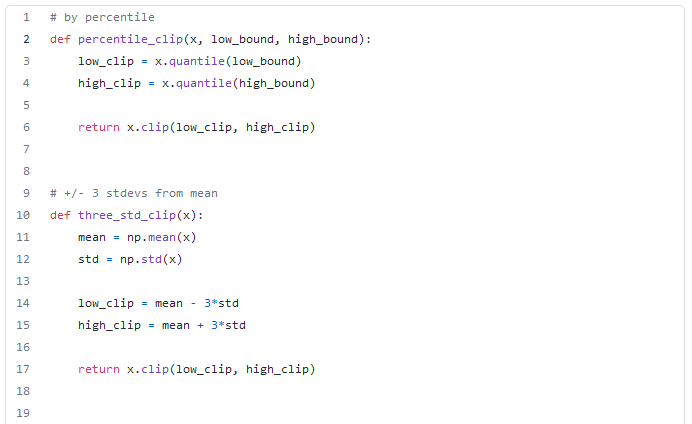 1 # by percentile
2 def percentile_clip(x, low_bound, high_bound):
3     low_clip = x.quantile(low_bound)
4     high_clip = x.quantile(high_bound)
5
6     return x.clip(low_clip, high_clip)
7
8
9 # +/- 3 stdevs from mean
10 def three_std_clip(x):
11     mean = np.mean(x)
12     std = np.std(x)
13
14     low_clip = mean - 3*std
15     high_clip = mean + 3*std
16
17     return x.clip(low_clip, high_clip)
18
19